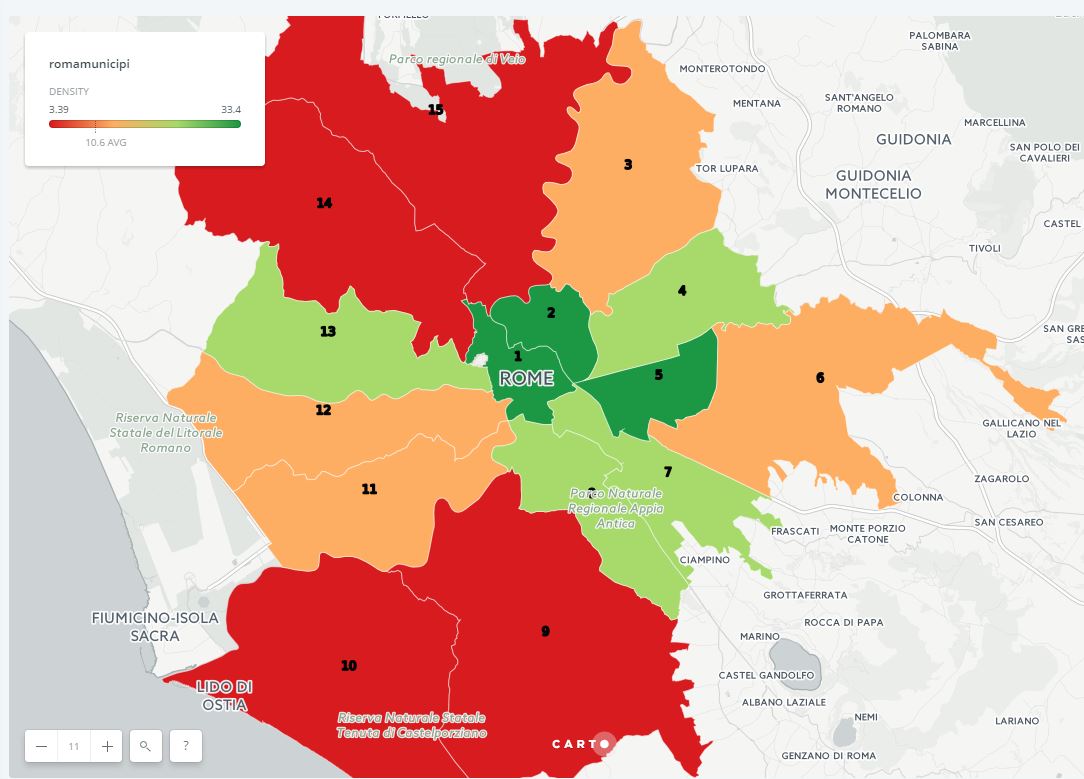 FORMELLO
romamunicipi
DENSITY
3.39 33.4
10.6 AVG
Parco regionale di Veio
15
14
3
13
2
4
1
ROME
5
6
12
11
7
8
Parco Naturale
Regionale Appia
Antica
9
10
Riserva Naturale
Statale del Litorale
Romano
FIUMICINO-ISOLA
SACRA
LIDO DI
OSTIA
Riserva Naturale Statale
Tenuta di Castelporziano
PALOMBARA
SABINA
MONTEROTONDO
MENTANA
SANT'ANGELO
ROMANO
MARCELLINA
GUIDONIA
SAN POLO DEI
CAVALIERI
TOR LUPARA
GUIDONIA
MONTECELIO
CASTEL
TIVOLI
SAN GRE
SAS
GALLICANO NEL
LAZIO
ZAGAROLO
COLONNA
SAN CESAREO
FRASCATI
MONTE PORZIO
CATONE
CIAMPINO
GROTTAFERRATA
ROCCA DI PAPA
MARINO
CASTEL GANDOLFO
ALBANO LAZIALE
NEMI
LARIANO
GENZANO DI ROMA
CARTO
− 11 +
?